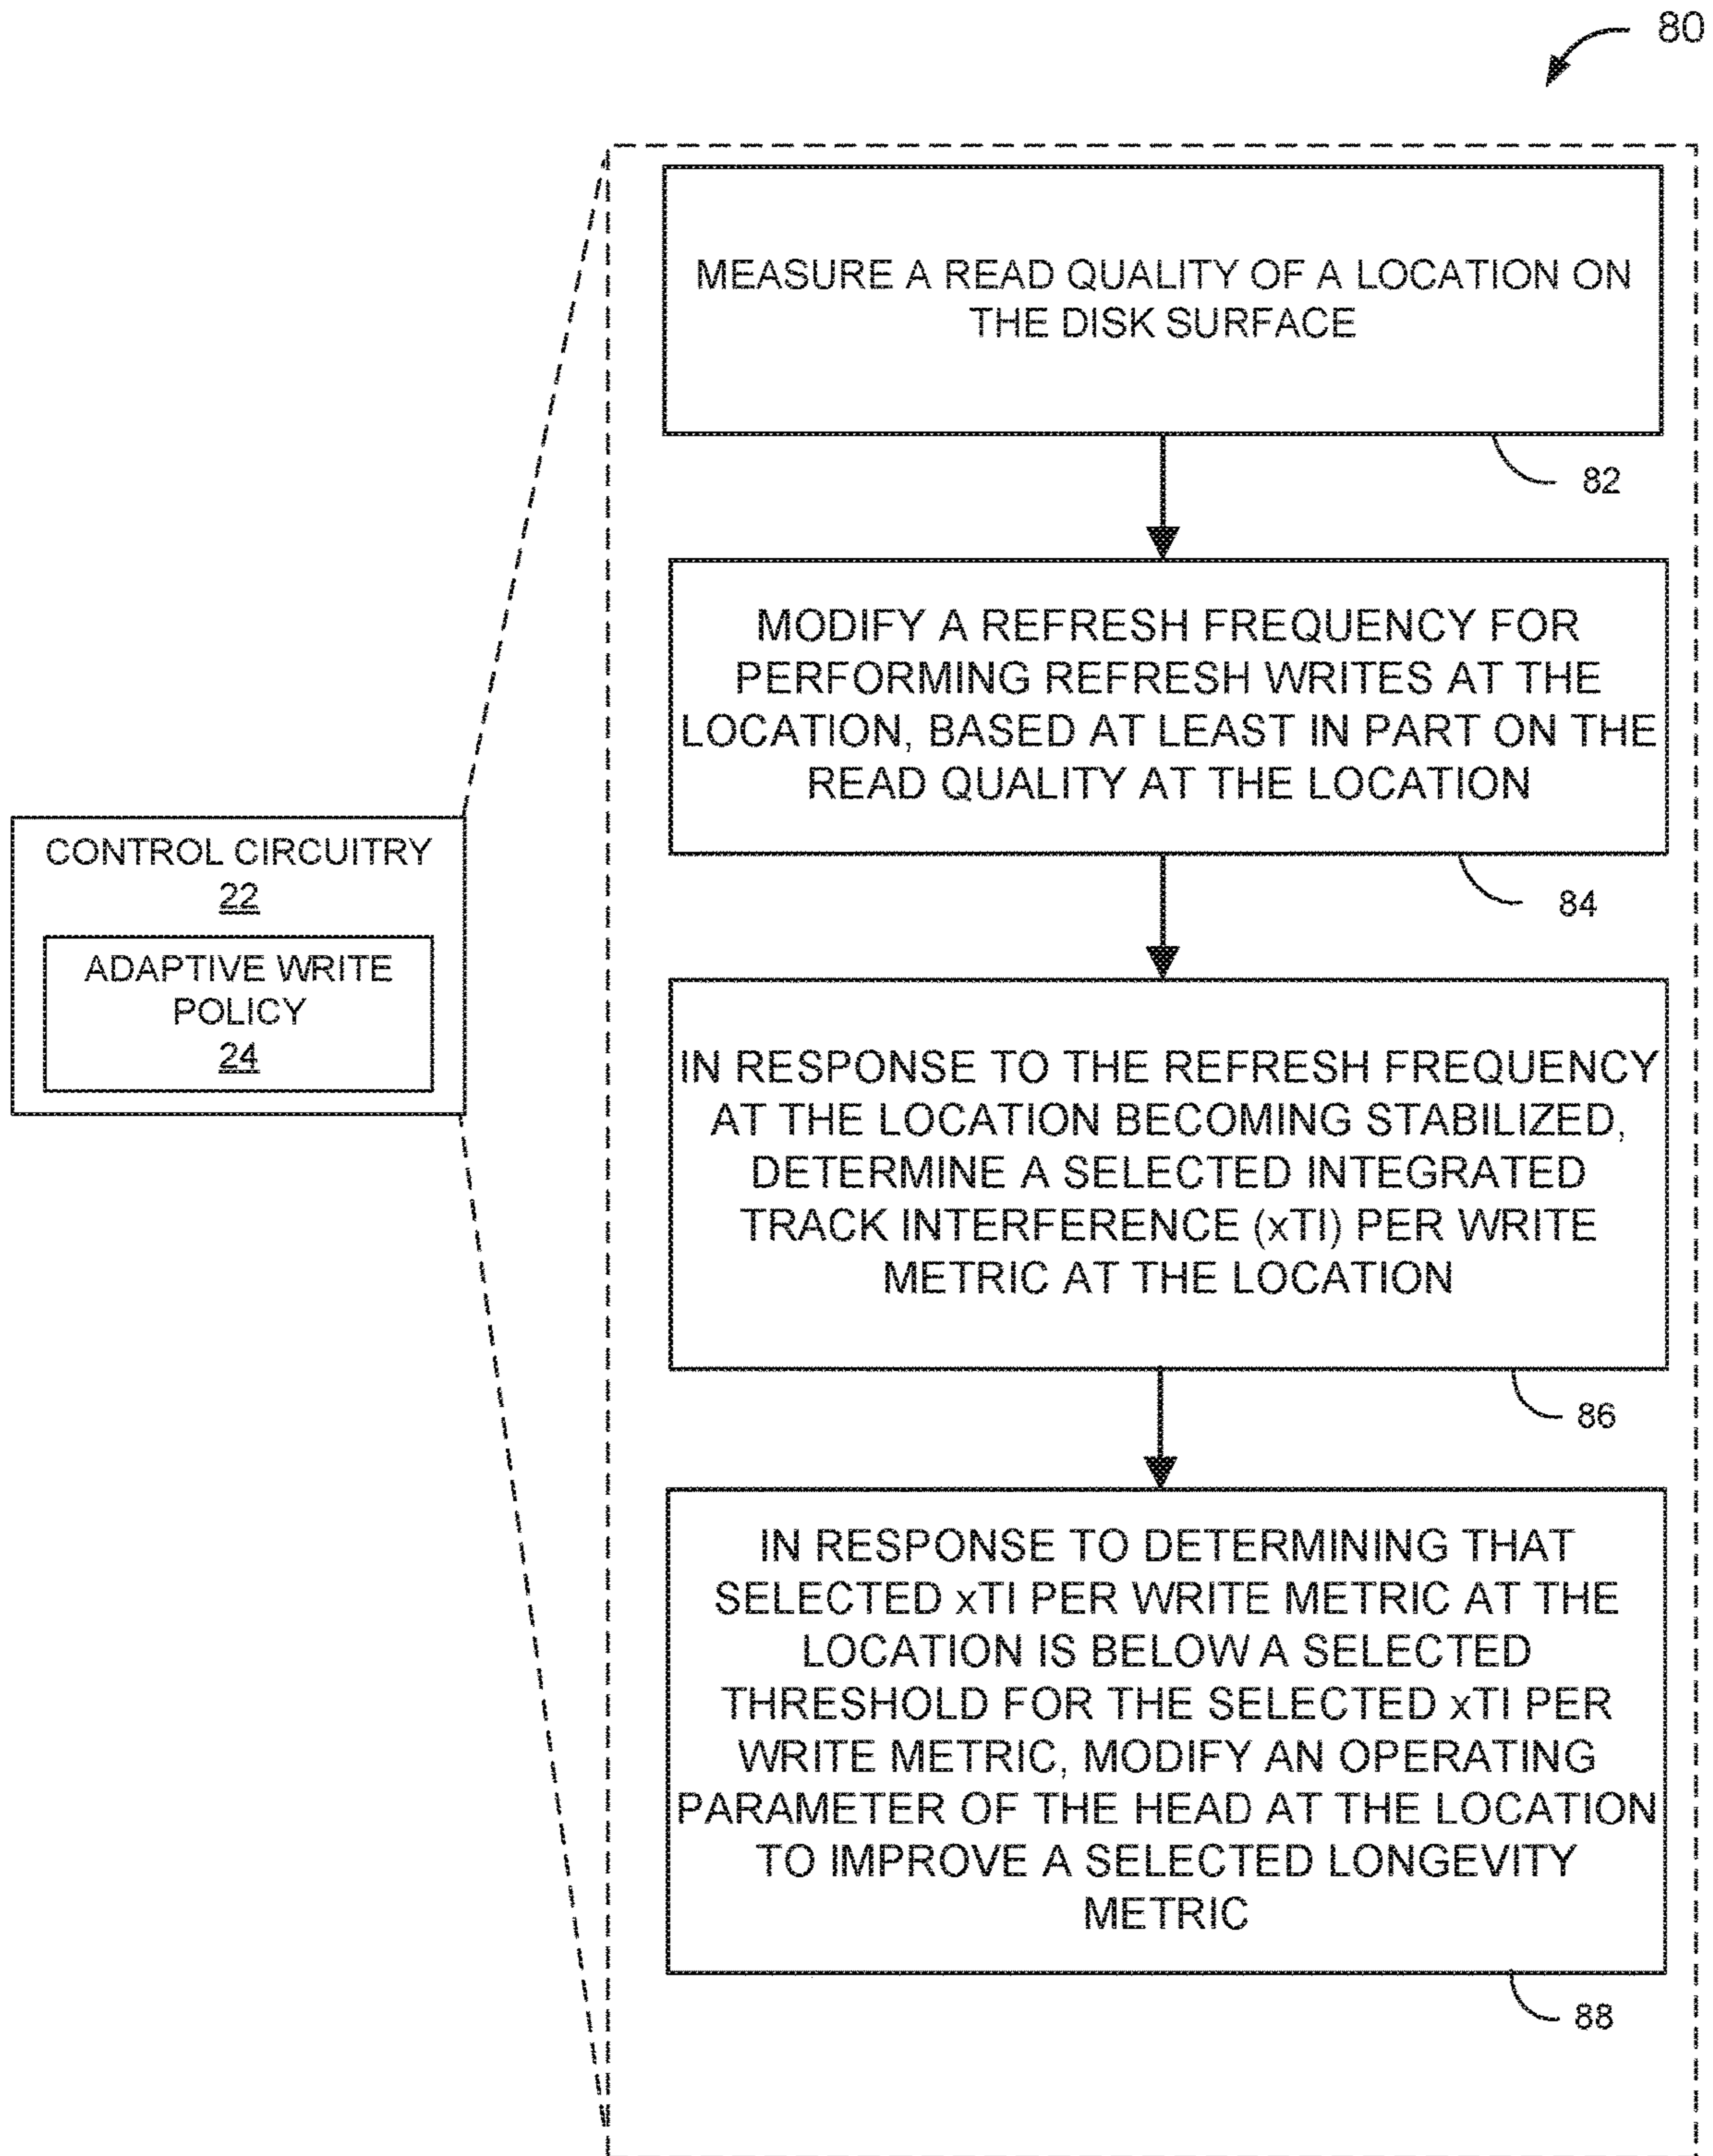 80
MEASURE A READ QUALITY OF A LOCATION ON
THE DISK SURFACE
82
MODIFY A REFRESH FREQUENCY FOR
PERFORMING REFRESH WRITES AT THE
LOCATION, BASED AT LEAST IN PART ON THE
READ QUALITY AT THE LOCATION
84
CONTROL CIRCUITRY
22
ADAPTIVE WRITE
POLICY
24
IN RESPONSE TO THE REFRESH FREQUENCY
AT THE LOCATION BECOMING STABILIZED,
DETERMINE A SELECTED INTEGRATED
TRACK INTERFERENCE (xTI) PER WRITE
METRIC AT THE LOCATION
86
IN RESPONSE TO DETERMINING THAT
SELECTED xTI PER WRITE METRIC AT THE
LOCATION IS BELOW A SELECTED
THRESHOLD FOR THE SELECTED xTI PER
WRITE METRIC, MODIFY AN OPERATING
PARAMETER OF THE HEAD AT THE LOCATION
TO IMPROVE A SELECTED LONGEVITY
METRIC
88